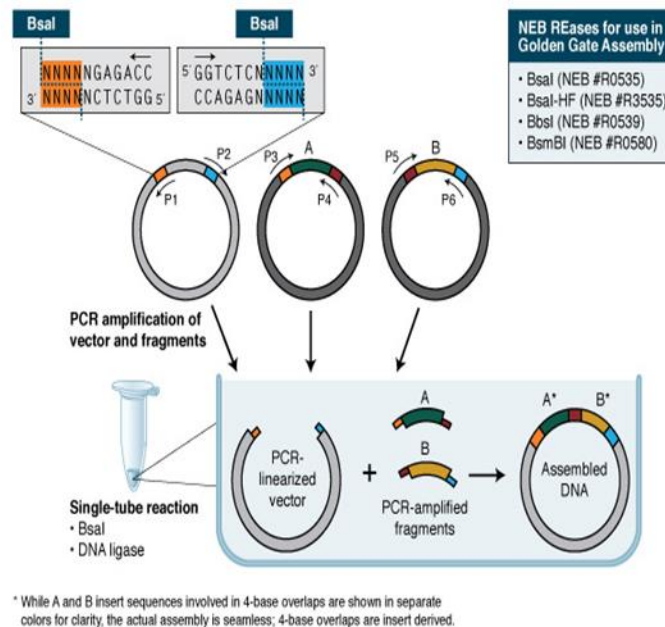 BsaI
BsaI
NNNNNGAGACC
3´ NNNNNCTCTGG 5´
5´ GGTCTCNNNNN 3´
CCAGAGNNNNN
NEB REases for use in
Golden Gate Assembly
• BsaI (NEB #R0535)
• BsaI-HF (NEB #R3535)
• BbsI (NEB #R0539)
• BsmBI (NEB #R0580)
P1
P2
P3
A
P4
P5
B
P6
PCR amplification of
vector and fragments
Single-tube reaction
• BsaI
• DNA ligase
PCR-
linearized
vector
+
A
B
PCR-amplified
fragments
A*
B*
Assembled
DNA
* While A and B insert sequences involved in 4-base overlaps are shown in separate
colors for clarity, the actual assembly is seamless; 4-base overlaps are insert derived.